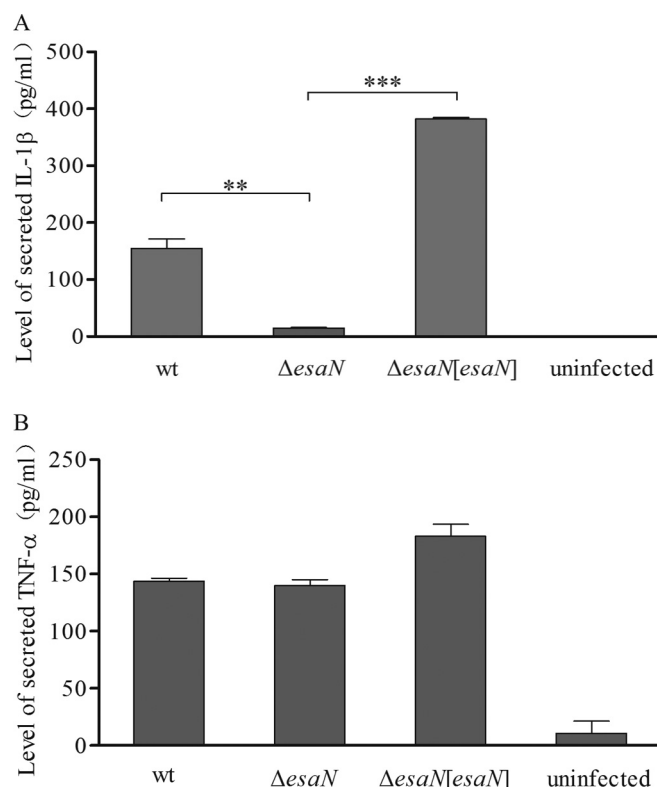 A
Level of secreted IL-1β (pg/ml)
500
400
300
200
100
0
**
***
wt ΔesaN ΔesaN[esaN] uninfected
B
Level of secreted TNF-α (pg/ml)
250
200
150
100
50
0
wt ΔesaN ΔesaN[esaN] uninfected